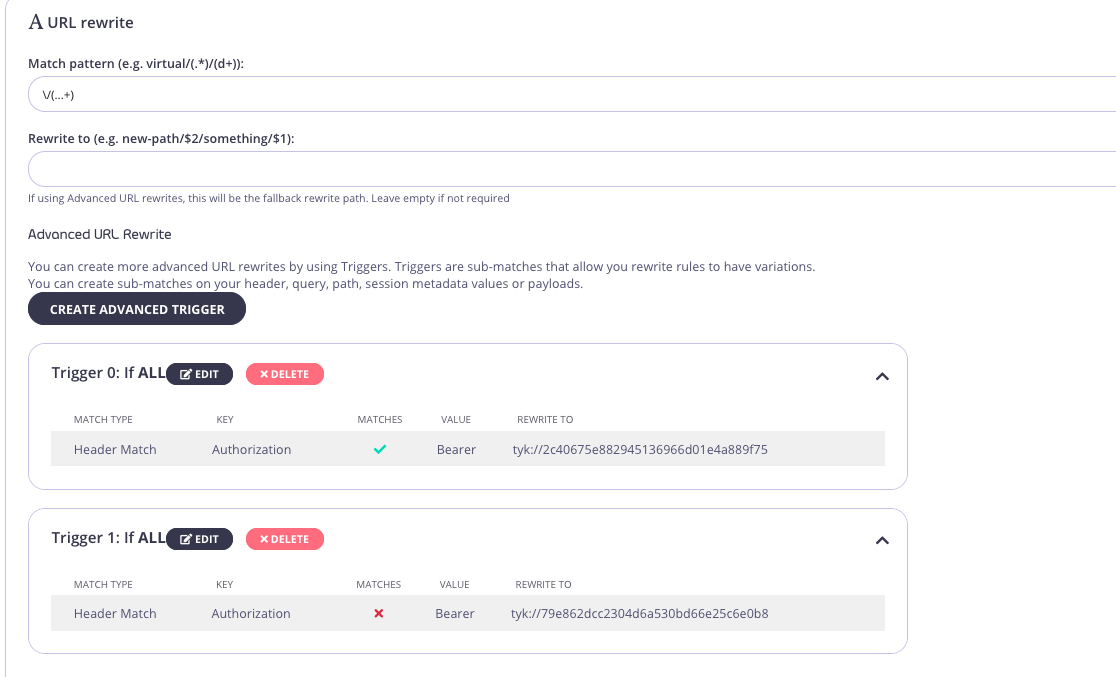 A URL rewrite
Match pattern (e.g. virtual/(.*)/(d+)):
\/(...+)
Rewrite to (e.g. new-path/$2/something/$1):
If using Advanced URL rewrites, this will be the fallback rewrite path. Leave empty if not required
Advanced URL Rewrite
You can create more advanced URL rewrites by using Triggers. Triggers are sub-matches that allow you rewrite rules to have variations.
You can create sub-matches on your header, query, path, session metadata values or payloads.
CREATE ADVANCED TRIGGER
Trigger 0: If ALL EDIT DELETE
MATCH TYPE KEY MATCHES VALUE REWRITE TO
Header Match Authorization Bearer tyk://2c40675e882945136966d01e4a889f75
Trigger 1: If ALL EDIT DELETE
MATCH TYPE KEY MATCHES VALUE REWRITE TO
Header Match Authorization Bearer tyk://79e862dcc2304d6a530bd66e25c6e0b8